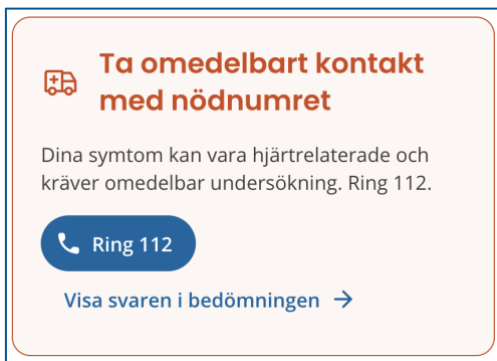 Ta omedelbart kontakt
med nödnumret
Dina symtom kan vara hjärtrelaterade och
kräver omedelbar undersökning. Ring 112.
Ring 112
Visa svaren i bedömningen